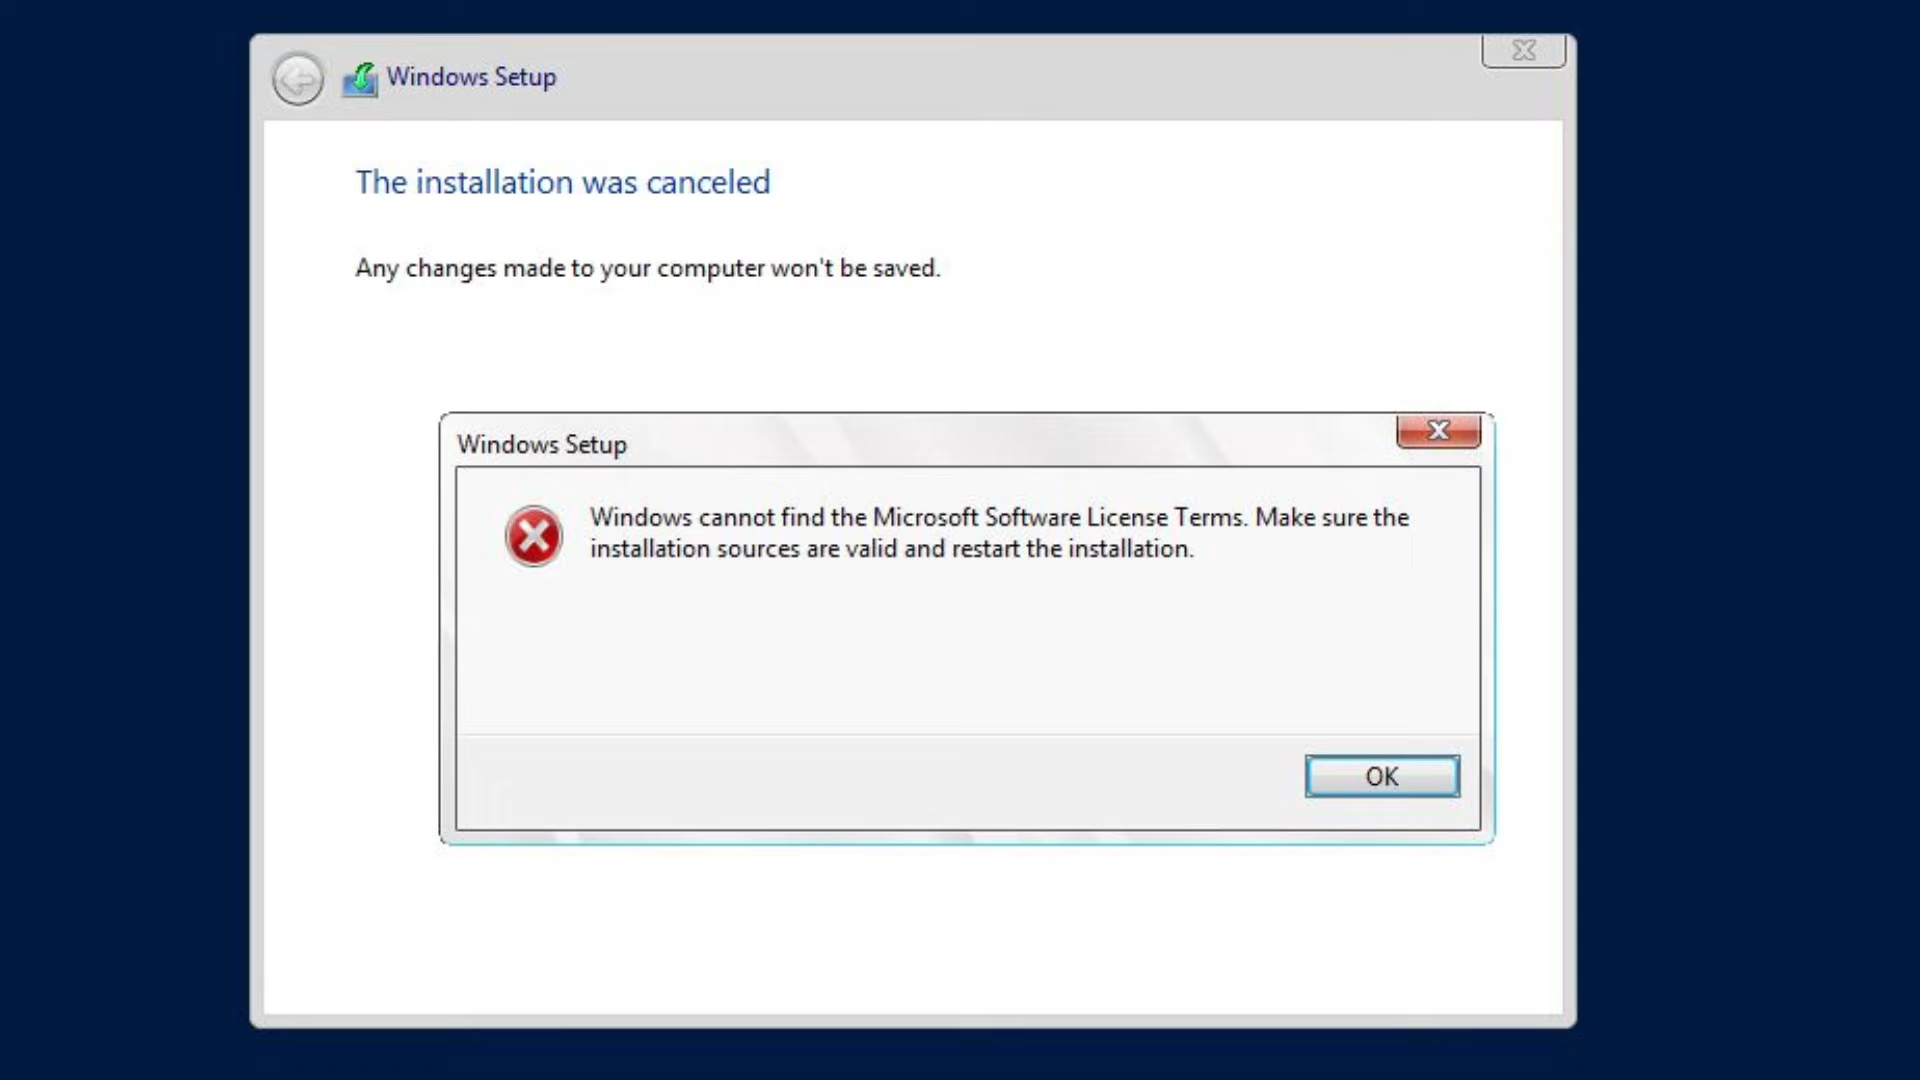 Windows Setup
The installation was canceled
Any changes made to your computer won't be saved.
Windows Setup
Windows cannot find the Microsoft Software License Terms. Make sure the
installation sources are valid and restart the installation.
OK